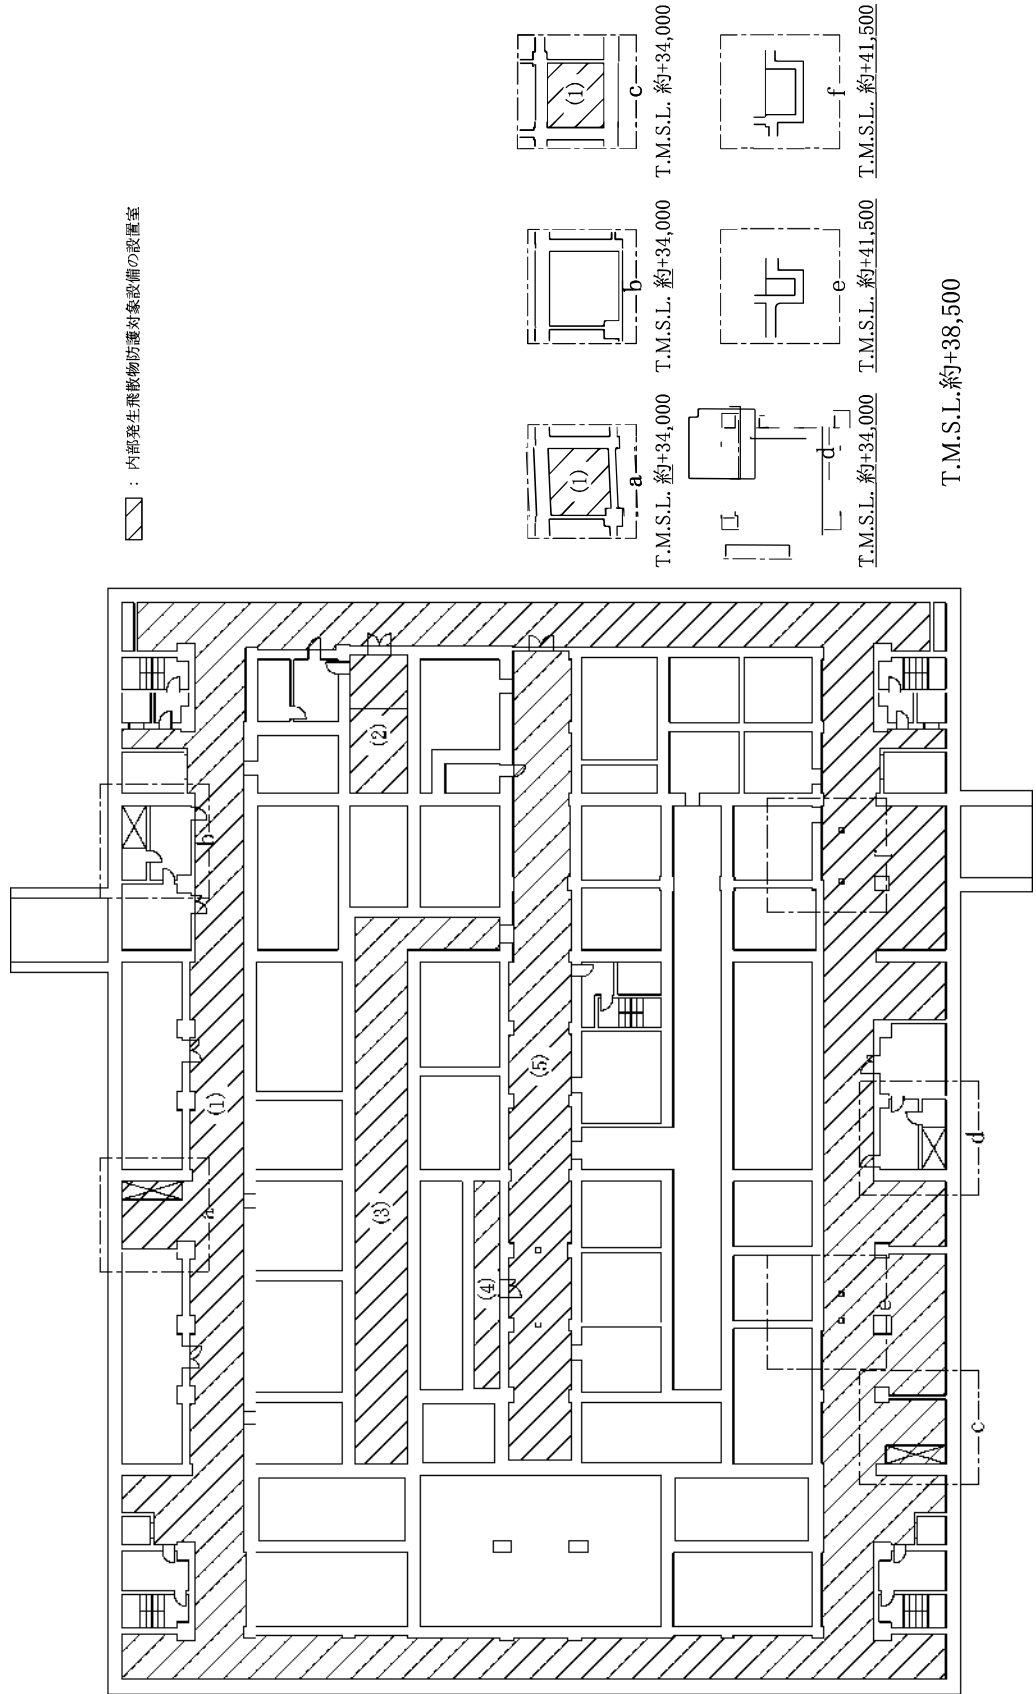 ：内部発生飛散物防護対象設備の設置室
(1)
a
T.M.S.L. 約+34,000
b
T.M.S.L. 約+34,000
(1)
c
T.M.S.L. 約+34,000
d
T.M.S.L. 約+34,000
e
T.M.S.L. 約+41,500
f
T.M.S.L. 約+41,500
T.M.S.L.約+38,500
a
b
(1)
(2)
(3)
(4)
(5)
e
f
c
d